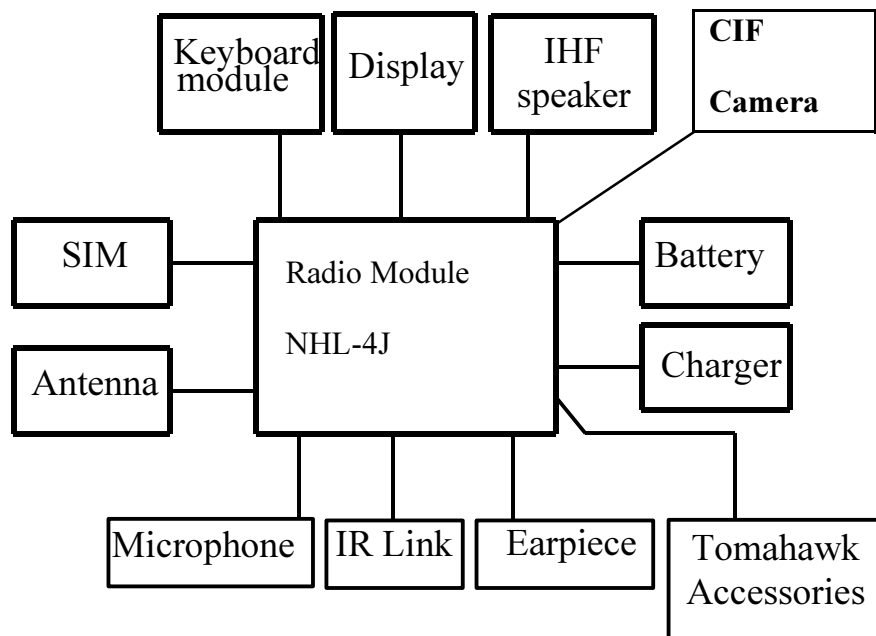 Keyboard
module
Display
IHF
speaker
CIF
Camera
SIM
Radio Module
NHL-4J
Battery
Antenna
Charger
Microphone
IR Link
Earpiece
Tomahawk
Accessories